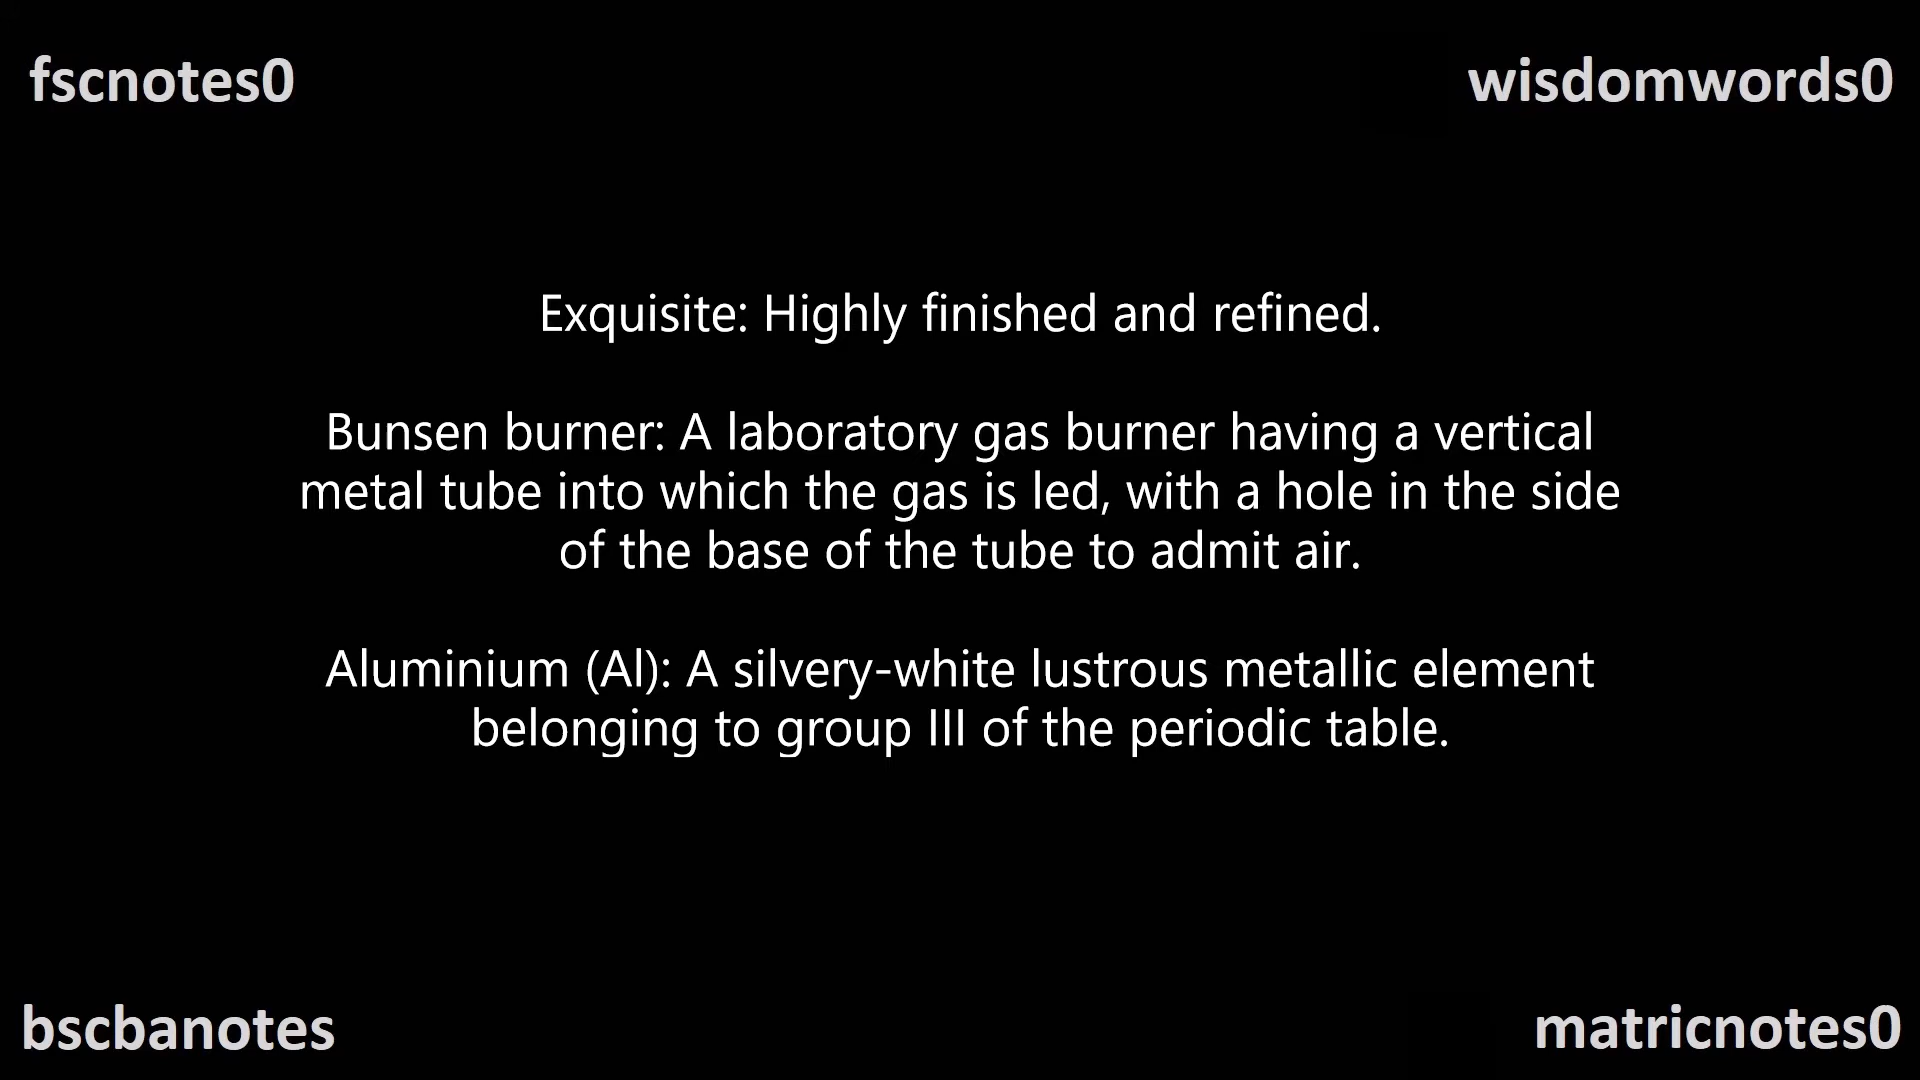 fscnotes0
wisdomwords0
Exquisite: Highly finished and refined.
Bunsen burner: A laboratory gas burner having a vertical
metal tube into which the gas is led, with a hole in the side
of the base of the tube to admit air.
Aluminium (Al): A silvery-white lustrous metallic element
belonging to group III of the periodic table.
bscbanotes
matricnotes0